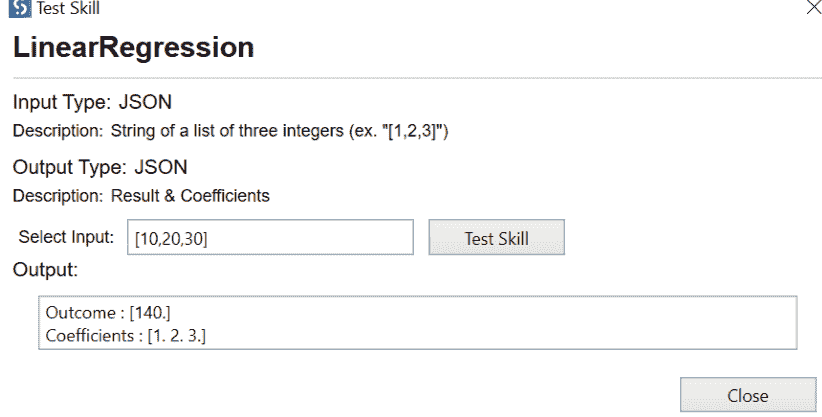 Test Skill
LinearRegression
Input Type: JSON
Description: String of a list of three integers (ex. "[1,2,3]")
Output Type: JSON
Description: Result & Coefficients
Select Input: [10,20,30] Test Skill
Output:
Outcome : [140.]
Coefficients : [1. 2. 3.]
Close